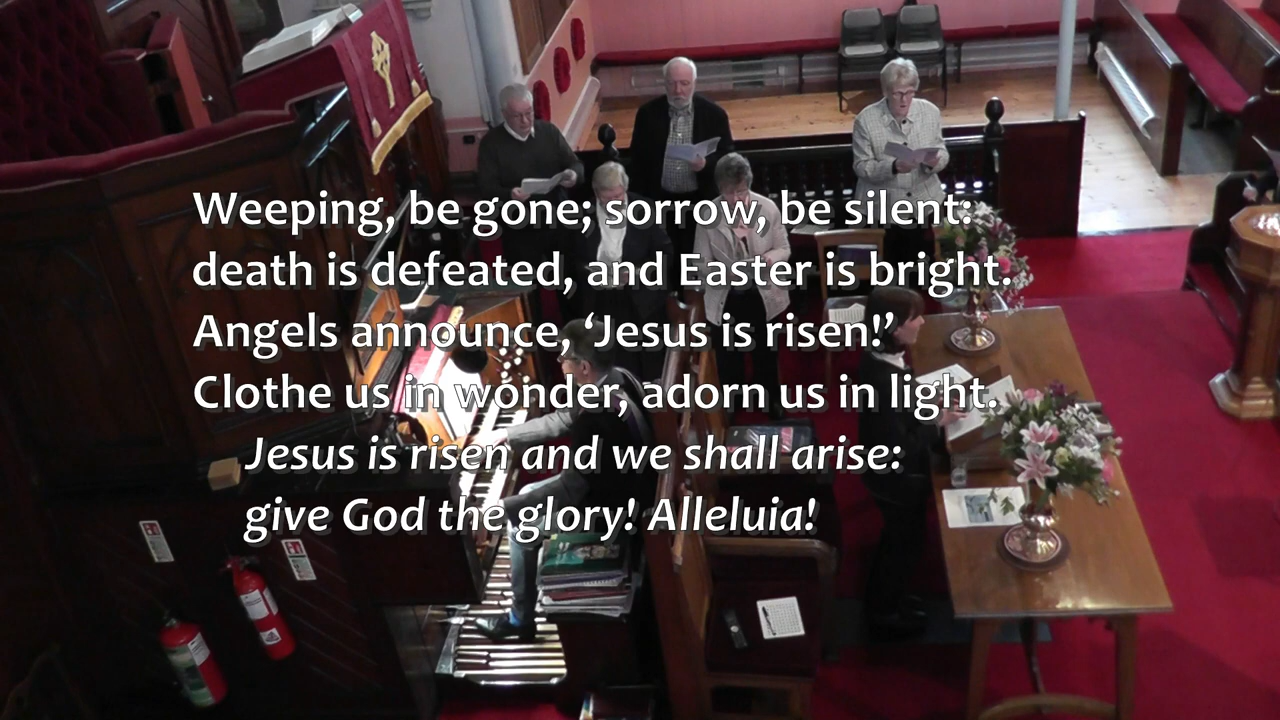 Weeping, be gone; sorrow, be silent:
death is defeated, and Easter is bright.
Angels announce, ‘Jesus is risen!’
Clothe us in wonder, adorn us in light.
Jesus is risen and we shall arise:
give God the glory! Alleluia!